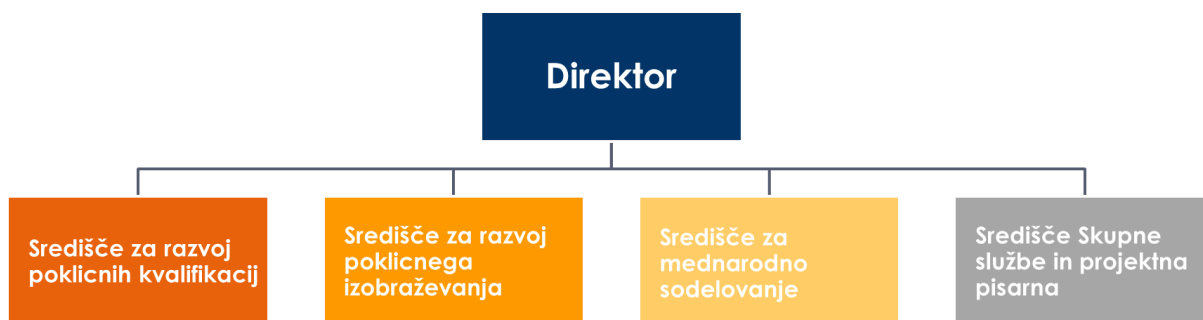 Direktor
Središče za razvoj
poklicnih kvalifikacij
Središče za razvoj
poklicnega
izobraževanja
Središče za
mednarodno
sodelovanje
Središče Skupne
službe in projektna
pisarna